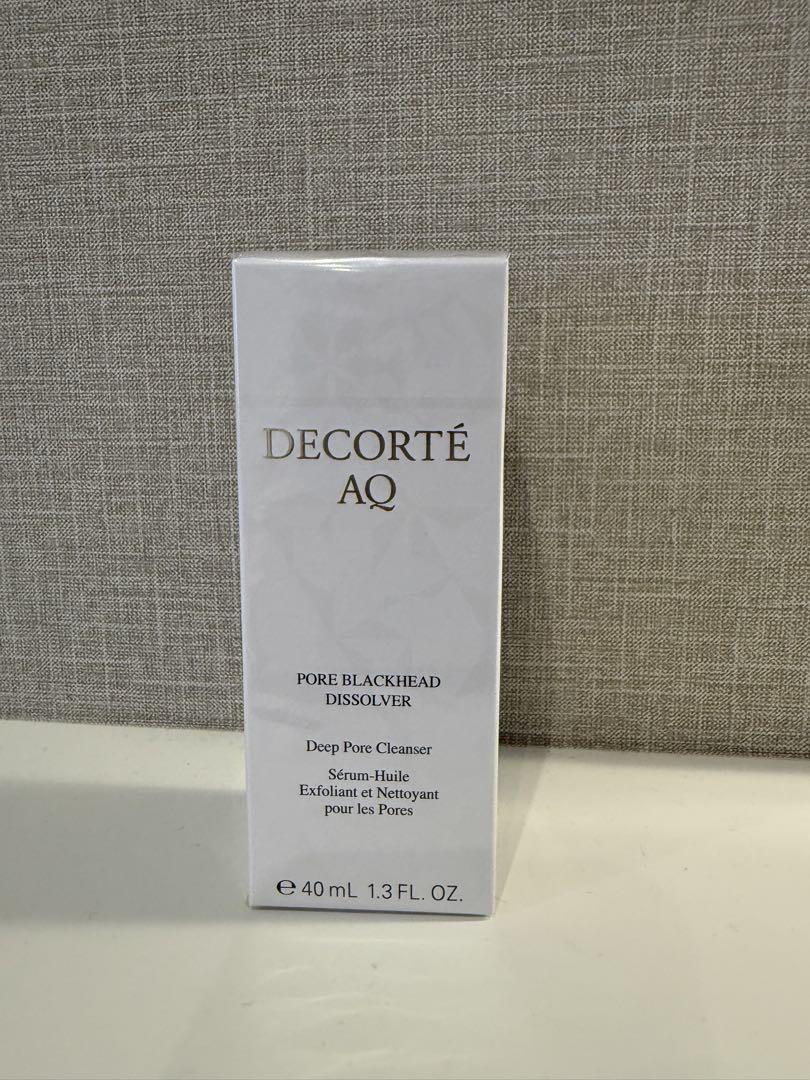 DECORTÉ
AQ
PORE BLACKHEAD
DISSOLVER
Deep Pore Cleanser
Sérum-Huile
Exfoliant et Nettoyant
pour les Pores
℮ 40 mL 1.3 FL. OZ.